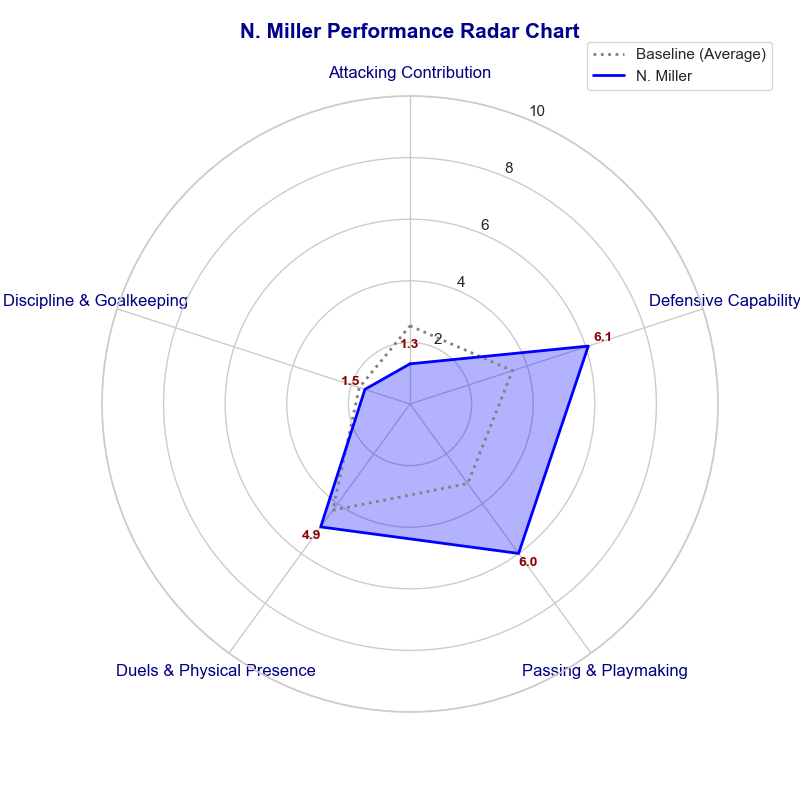 N. Miller Performance Radar Chart
Baseline (Average)
N. Miller
Attacking Contribution
10
8
6
4
2
Discipline & Goalkeeping
Defensive Capability
6.1
1.3
1.5
4.9
6.0
Duels & Physical Presence
Passing & Playmaking